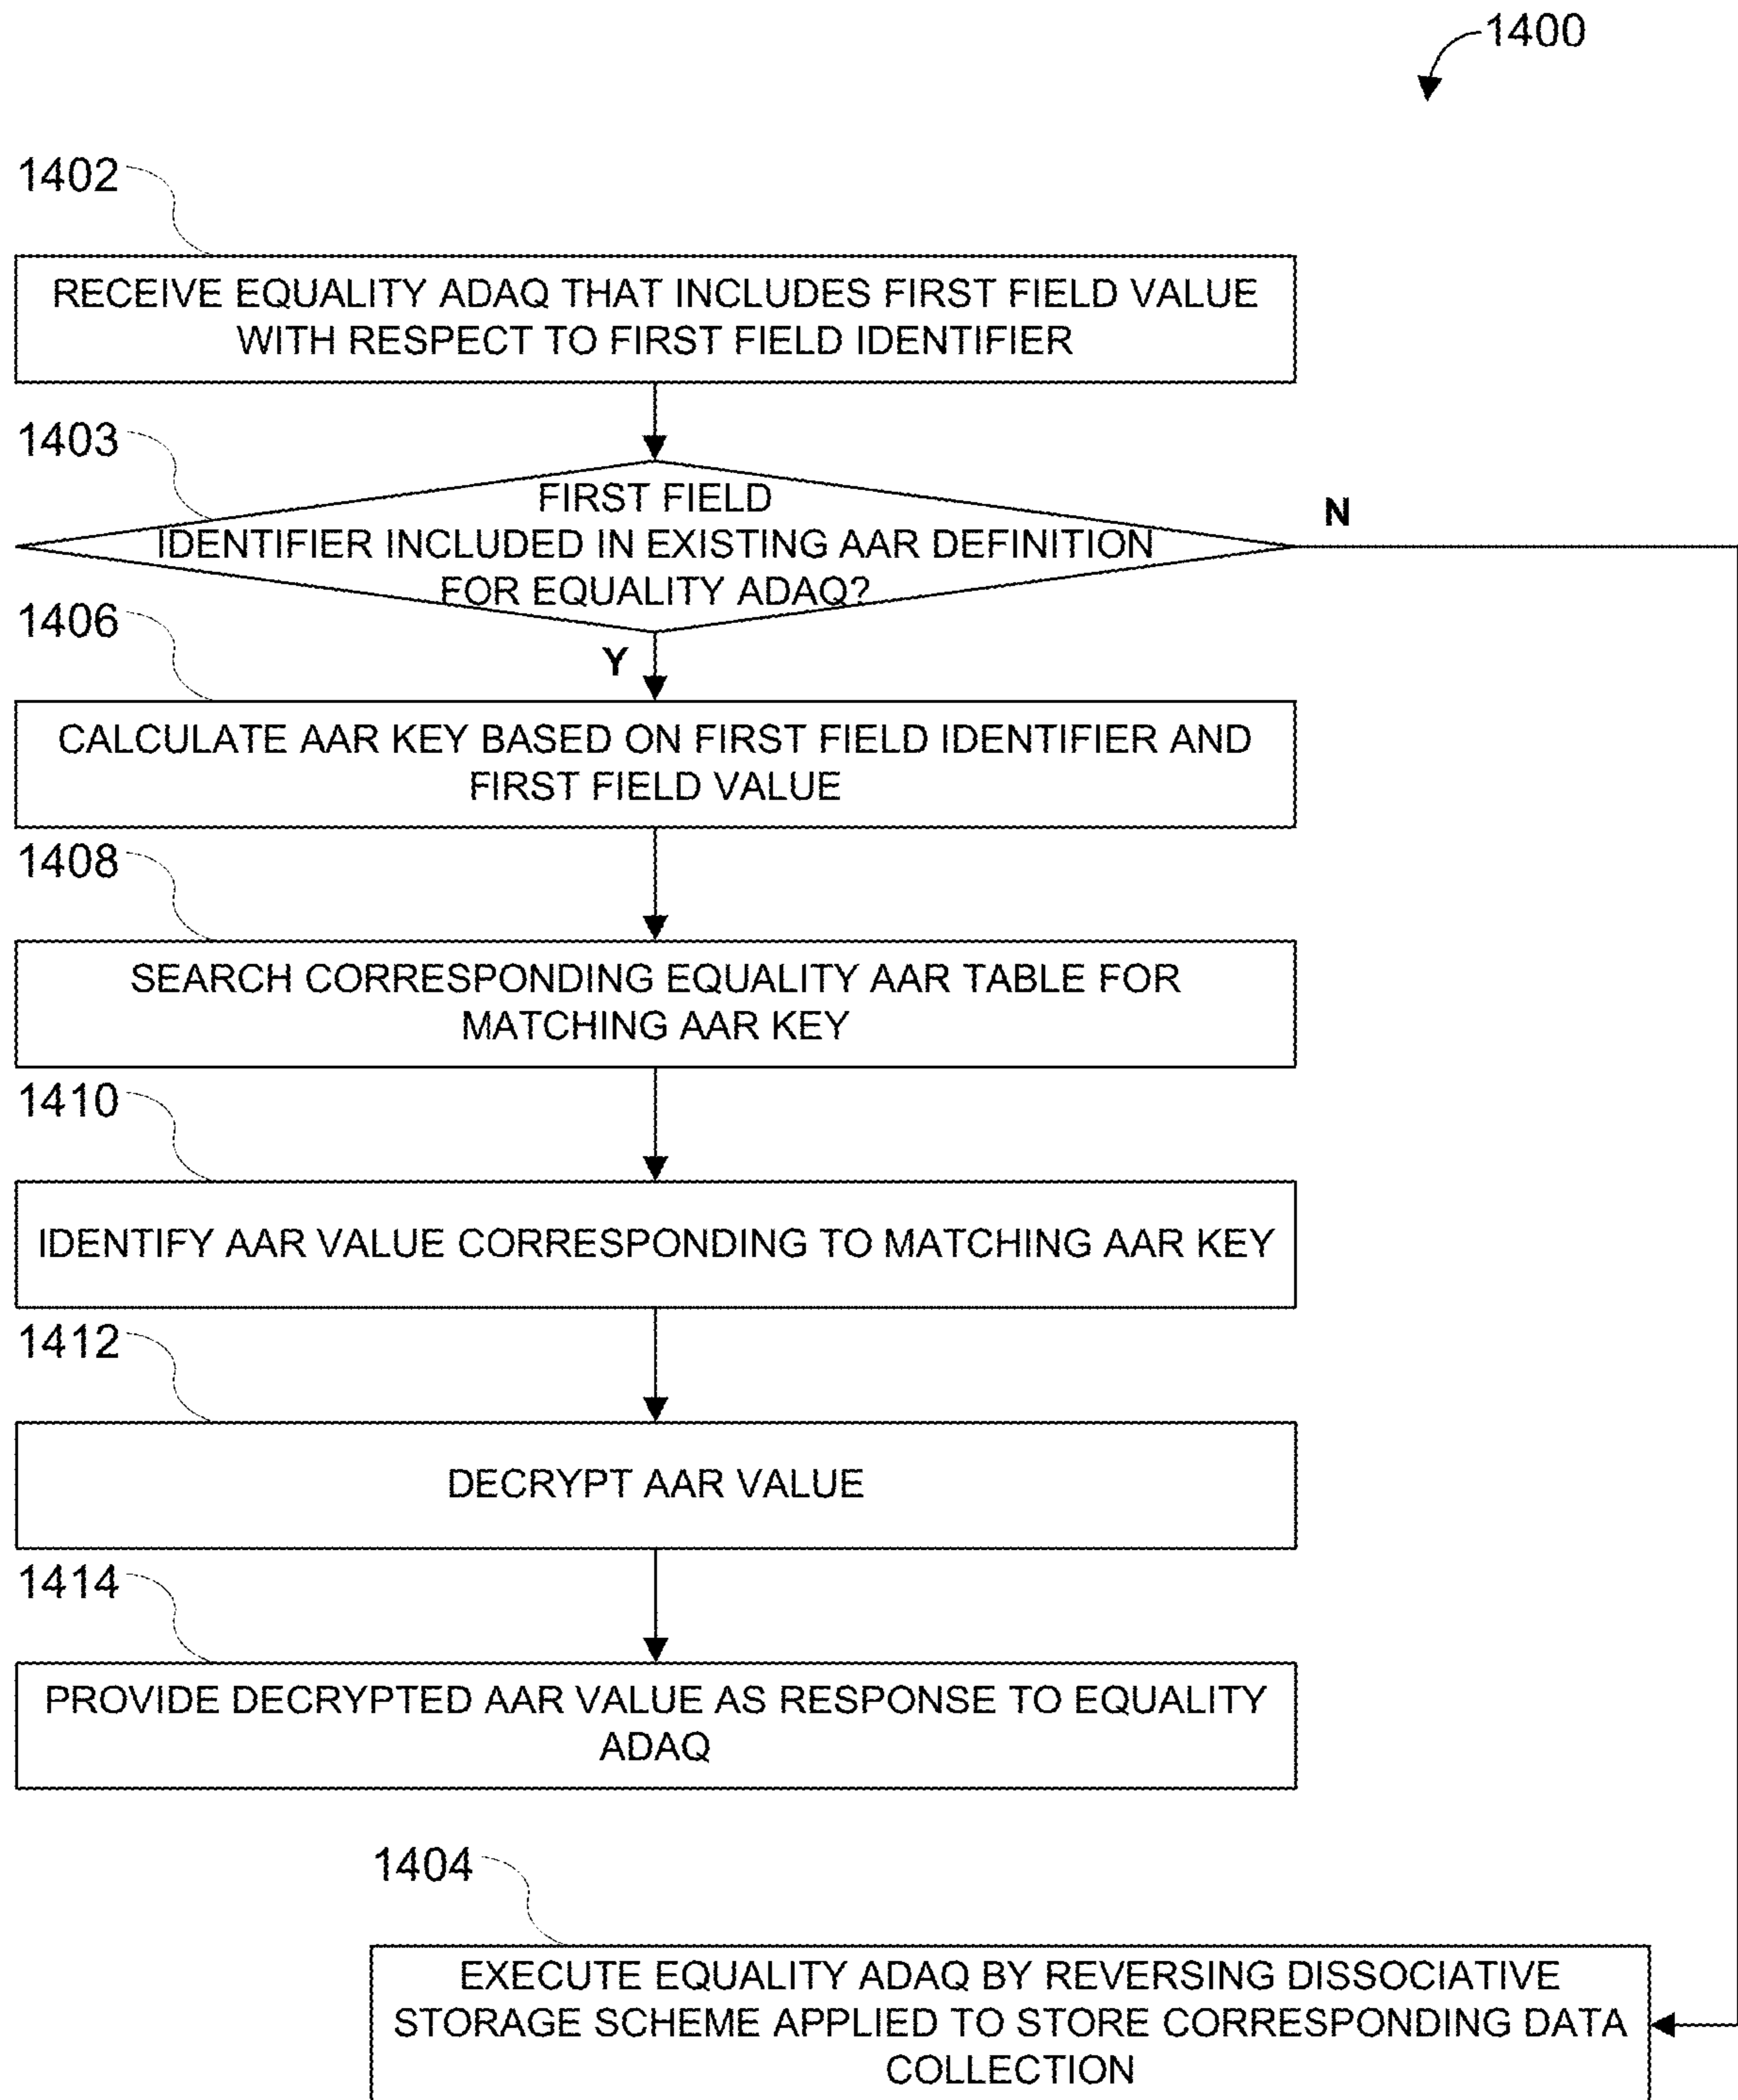 1400
1402
RECEIVE EQUALITY ADAQ THAT INCLUDES FIRST FIELD VALUE
WITH RESPECT TO FIRST FIELD IDENTIFIER
1403
FIRST FIELD
IDENTIFIER INCLUDED IN EXISTING AAR DEFINITION
FOR EQUALITY ADAQ?
N
1406
Y
CALCULATE AAR KEY BASED ON FIRST FIELD IDENTIFIER AND
FIRST FIELD VALUE
1408
SEARCH CORRESPONDING EQUALITY AAR TABLE FOR
MATCHING AAR KEY
1410
IDENTIFY AAR VALUE CORRESPONDING TO MATCHING AAR KEY
1412
DECRYPT AAR VALUE
1414
PROVIDE DECRYPTED AAR VALUE AS RESPONSE TO EQUALITY
ADAQ
1404
EXECUTE EQUALITY ADAQ BY REVERSING DISSOCIATIVE
STORAGE SCHEME APPLIED TO STORE CORRESPONDING DATA
COLLECTION